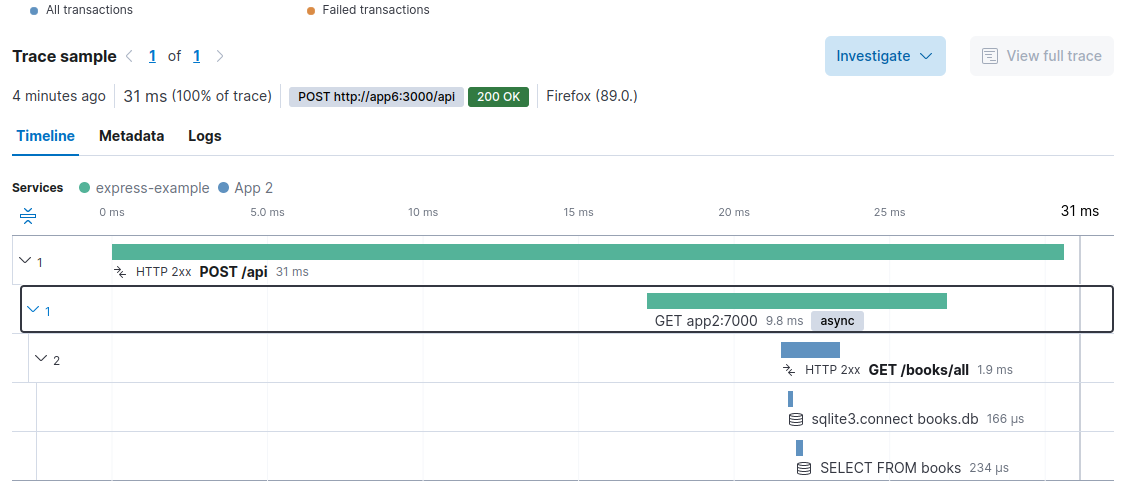 All transactions Failed transactions
Trace sample 1 of 1 Investigate View full trace
4 minutes ago 31 ms (100% of trace) POST http://app6:3000/api 200 OK Firefox (89.0.)
Timeline Metadata Logs
Services express-example App 2
0 ms 5.0 ms 10 ms 15 ms 20 ms 25 ms 31 ms
1
HTTP 2xx POST /api 31 ms
1
GET app2:7000 9.8 ms async
2
HTTP 2xx GET /books/all 1.9 ms
sqlite3.connect books.db 166 μs
SELECT FROM books 234 μs